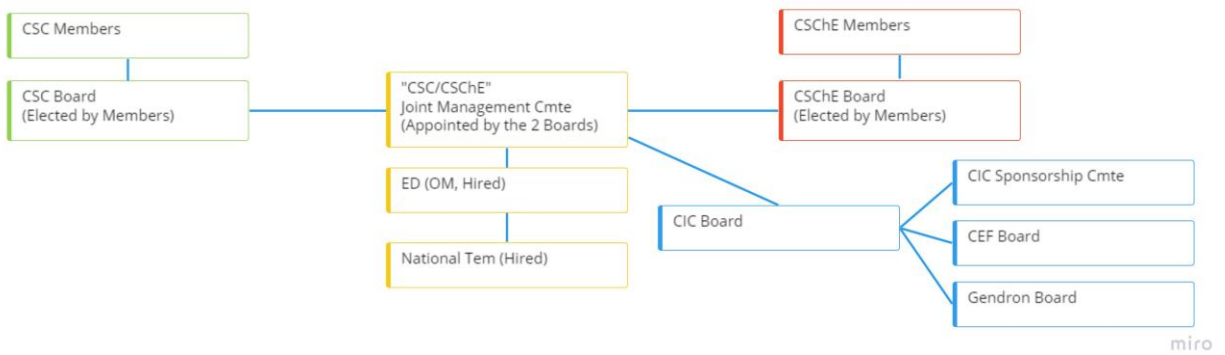 CSC Members
CSC Board
(Elected by Members)
"CSC/CSChE"
Joint Management Cmte
(Appointed by the 2 Boards)
ED (OM, Hired)
National Tem (Hired)
CSChE Members
CSChE Board
(Elected by Members)
CIC Board
CIC Sponsorship Cmte
CEF Board
Gendron Board
miro